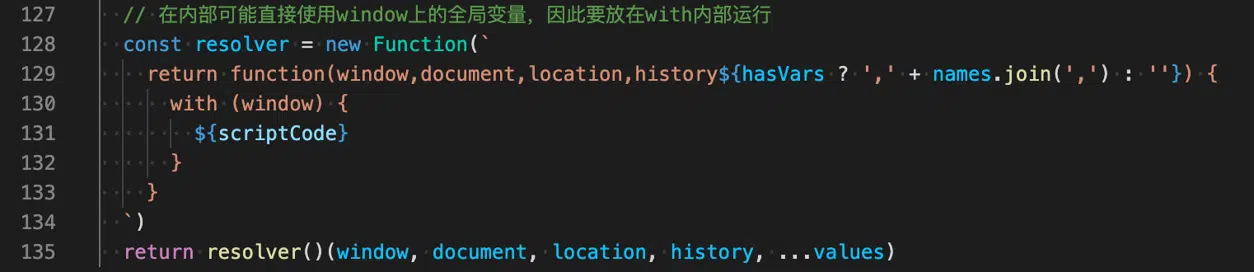 127 // 在内部可能直接使用window上的全局变量，因此要放在with内部运行
128 const resolver = new Function(`
129 return function(window,document,location,history${hasVars ? ',' + names.join(',') : ''}) {
130 with (window) {
131 ${scriptCode}
132 }
133 }
134 `)
135 return resolver()(window, document, location, history, ...values)